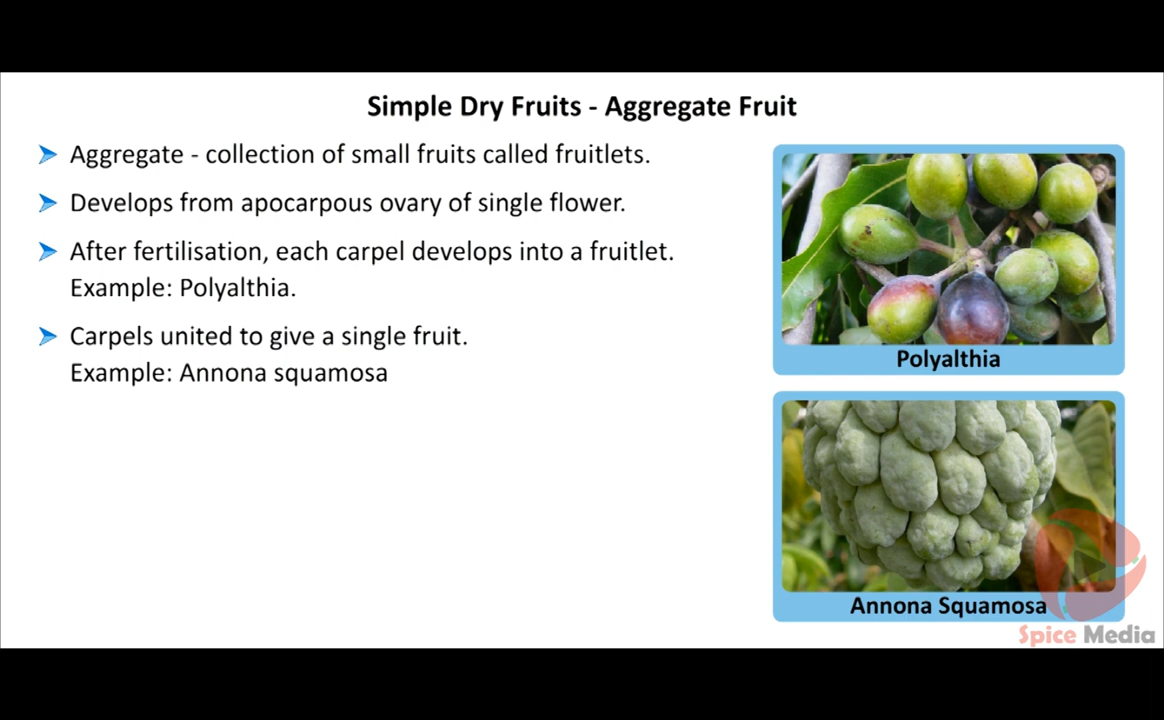 Simple Dry Fruits - Aggregate Fruit
Aggregate - collection of small fruits called fruitlets.
Develops from apocarpous ovary of single flower.
After fertilisation, each carpel develops into a fruitlet.
Example: Polyalthia.
Carpels united to give a single fruit.
Example: Annona squamosa
Polyalthia
Annona Squamosa
Spice Media